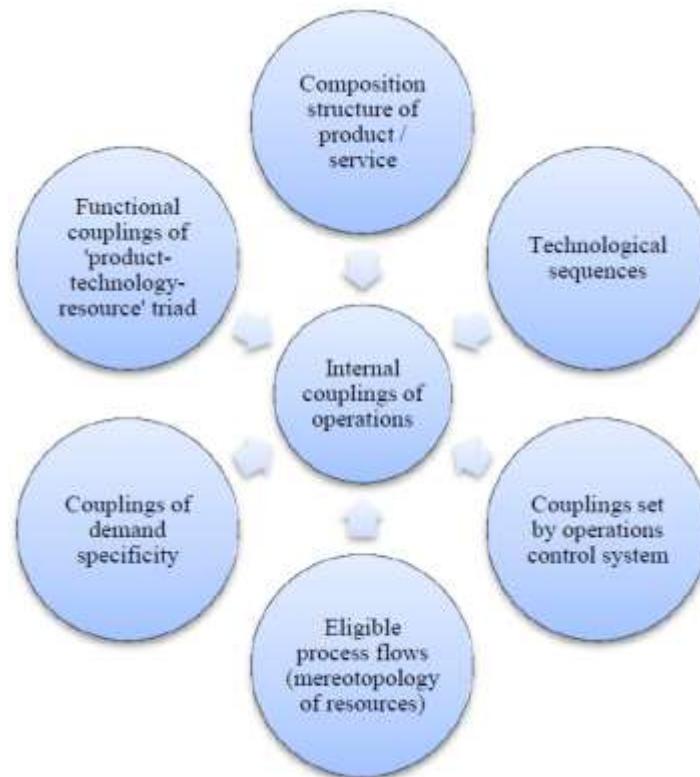 Composition
structure of
product /
service
Functional
couplings of
'product-
technology-
resource' triad
Technological
sequences
Internal
couplings of
operations
Couplings of
demand
specificity
Couplings set
by operations
control system
Eligible
process flows
(mereotopology
of resources)